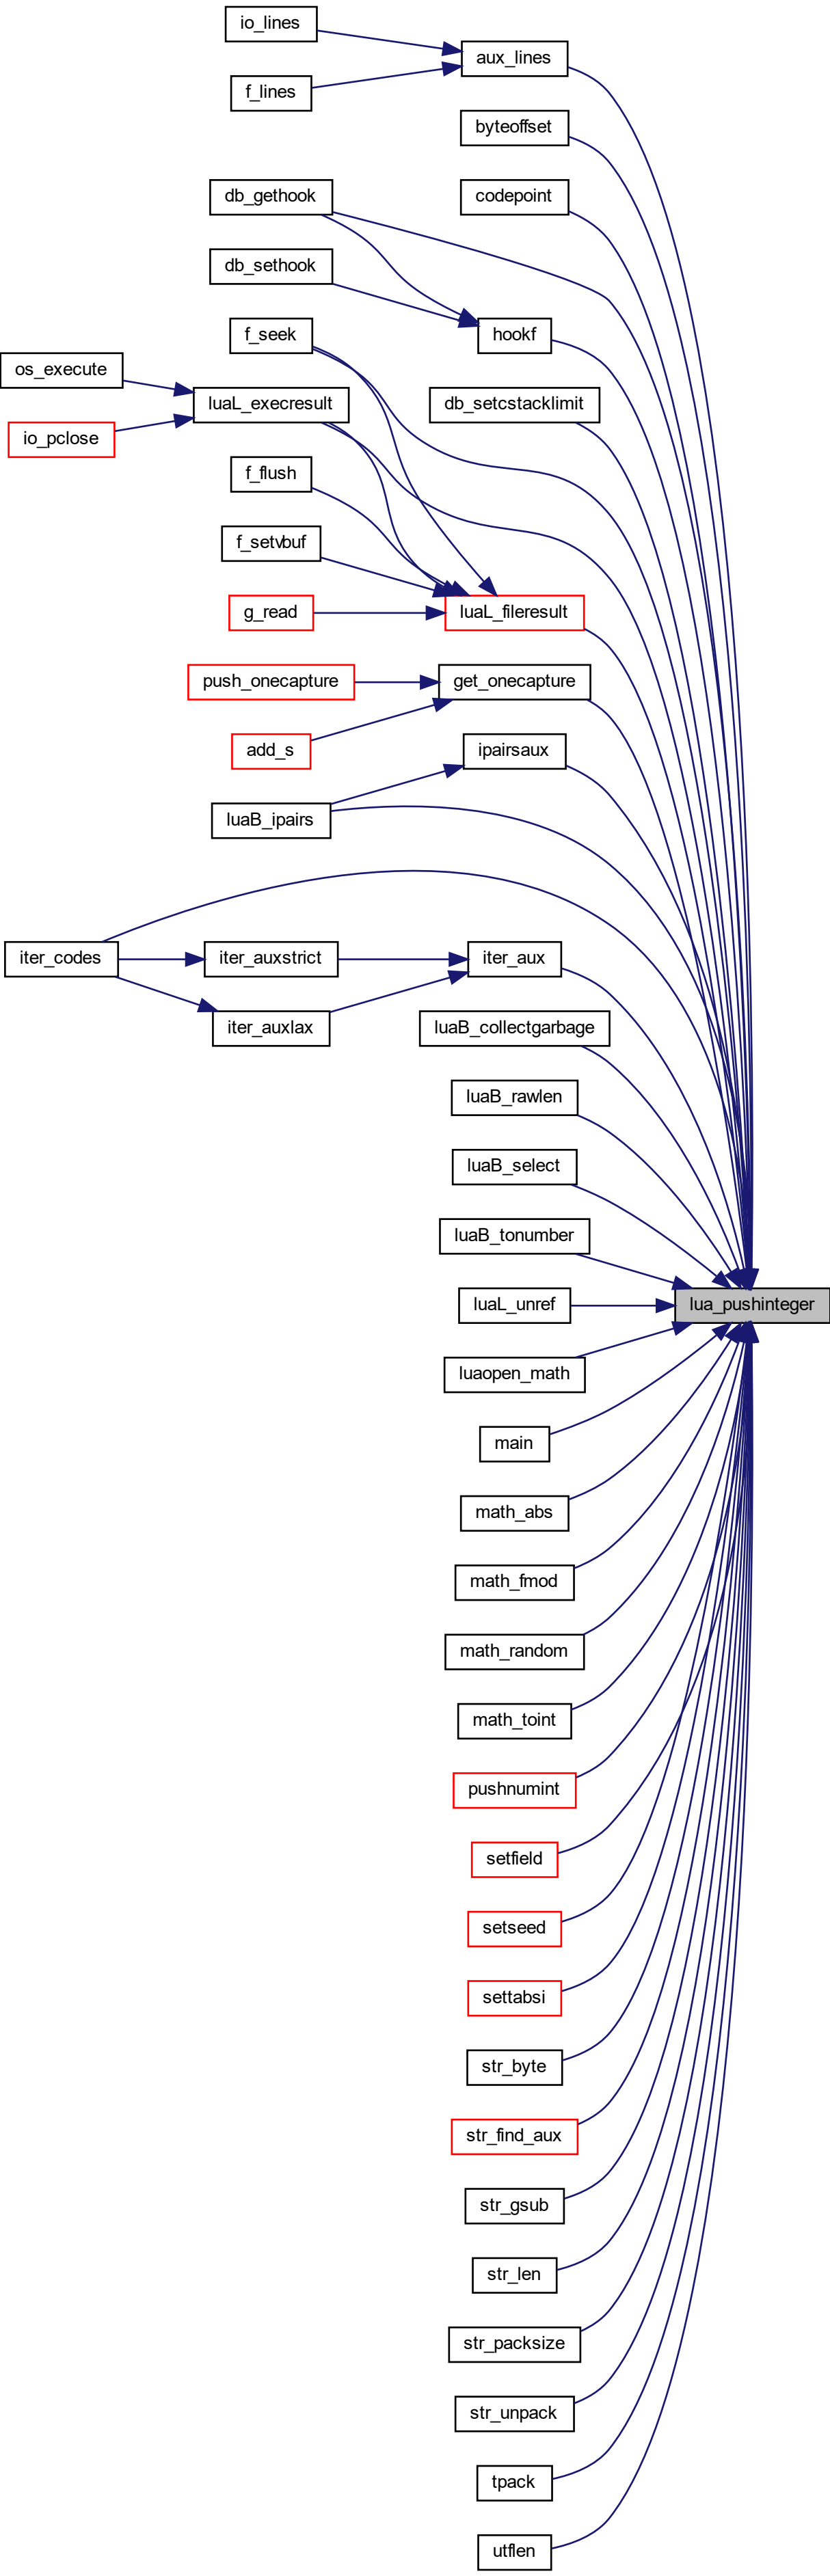 io_lines
aux_lines
f_lines
byteoffset
db_gethook
codepoint
db_sethook
f_seek
hookf
os_execute
luaL_execresult
db_setcstacklimit
io_pclose
f_flush
f_setvbuf
g_read
luaL_fileresult
push_onecapture
get_onecapture
add_s
ipairsaux
luaB_ipairs
iter_codes
iter_auxstrict
iter_aux
iter_auxlax
luaB_collectgarbage
luaB_rawlen
luaB_select
luaB_tonumber
luaL_unref
lua_pushinteger
luaopen_math
main
math_abs
math_fmod
math_random
math_toint
pushnumint
setfield
setseed
settabsi
str_byte
str_find_aux
str_gsub
str_len
str_packsize
str_unpack
tpack
utflen